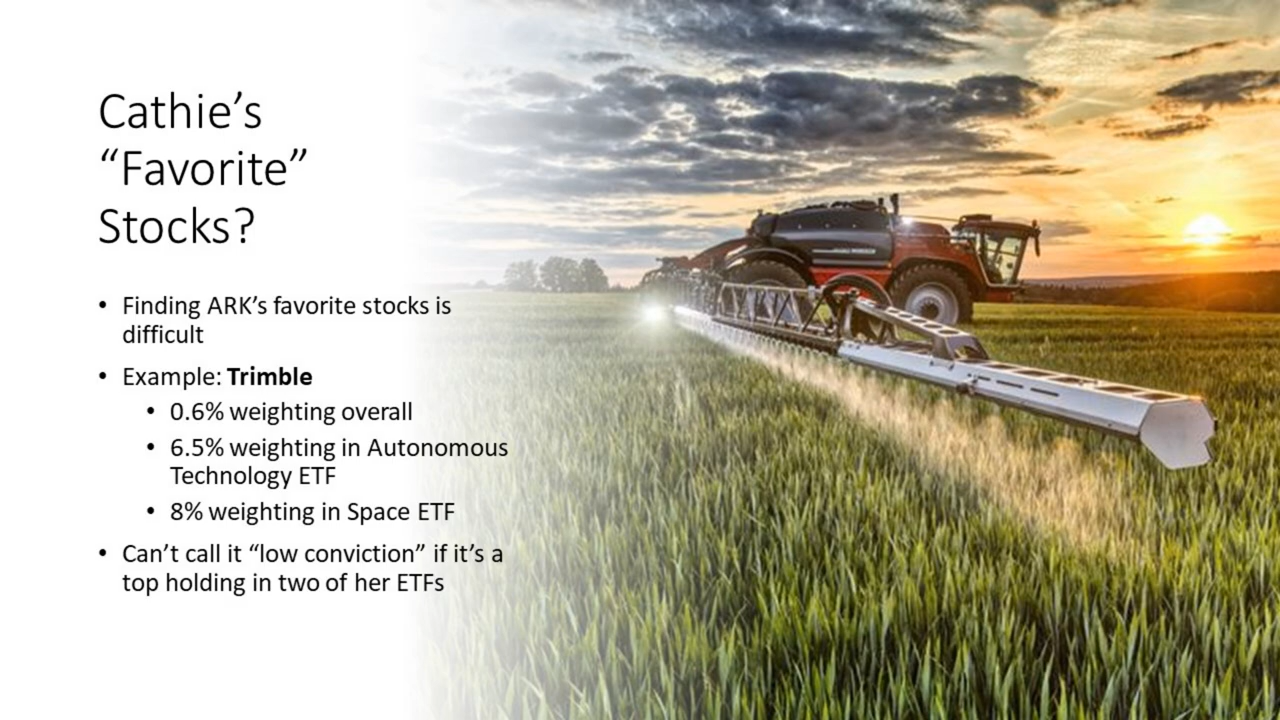 Cathie’s
“Favorite”
Stocks?
• Finding ARK’s favorite stocks is
difficult
• Example: Trimble
• 0.6% weighting overall
• 6.5% weighting in Autonomous
Technology ETF
• 8% weighting in Space ETF
• Can’t call it “low conviction” if it’s a
top holding in two of her ETFs